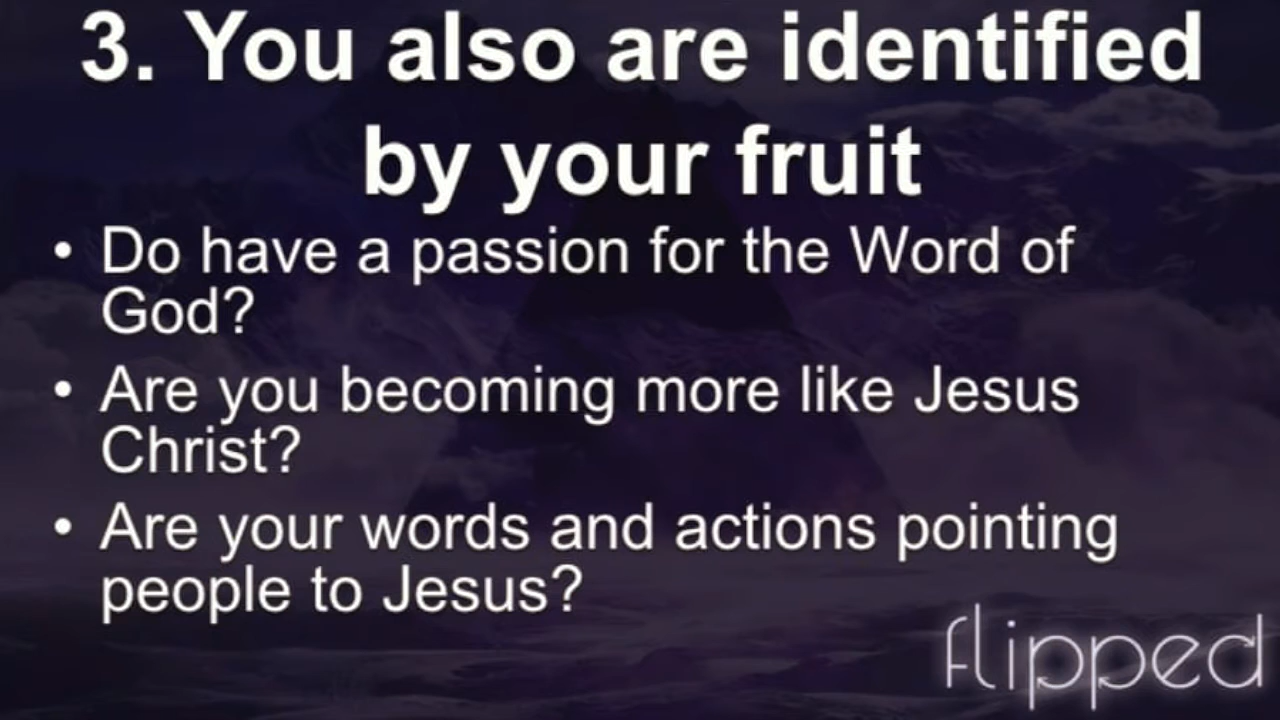 3. You also are identified
by your fruit
• Do have a passion for the Word of
God?
• Are you becoming more like Jesus
Christ?
• Are your words and actions pointing
people to Jesus?
flipped